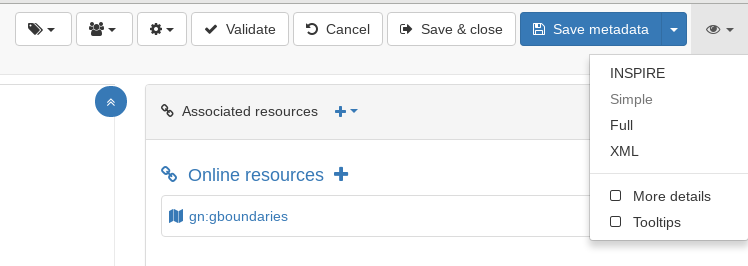 Validate
Cancel
Save & close
Save metadata
INSPIRE
Simple
Full
XML
More details
Tooltips
Associated resources
Online resources
gn:gboundaries